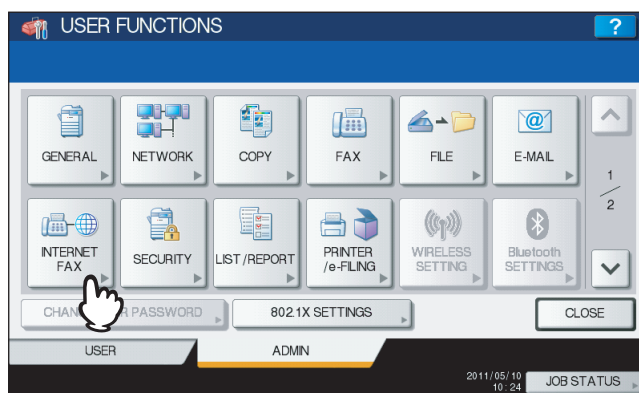 USER FUNCTIONS
?
GENERAL
NETWORK
COPY
FAX
FILE
E-MAIL
1
2
INTERNET
FAX
SECURITY
LIST/REPORT
PRINTER
/e-FILING
WIRELESS
SETTING
Bluetooth
SETTINGS
CHAN R PASSWORD
802.1X SETTINGS
CLOSE
USER
ADMIN
2011/05/10
10:24
JOB STATUS